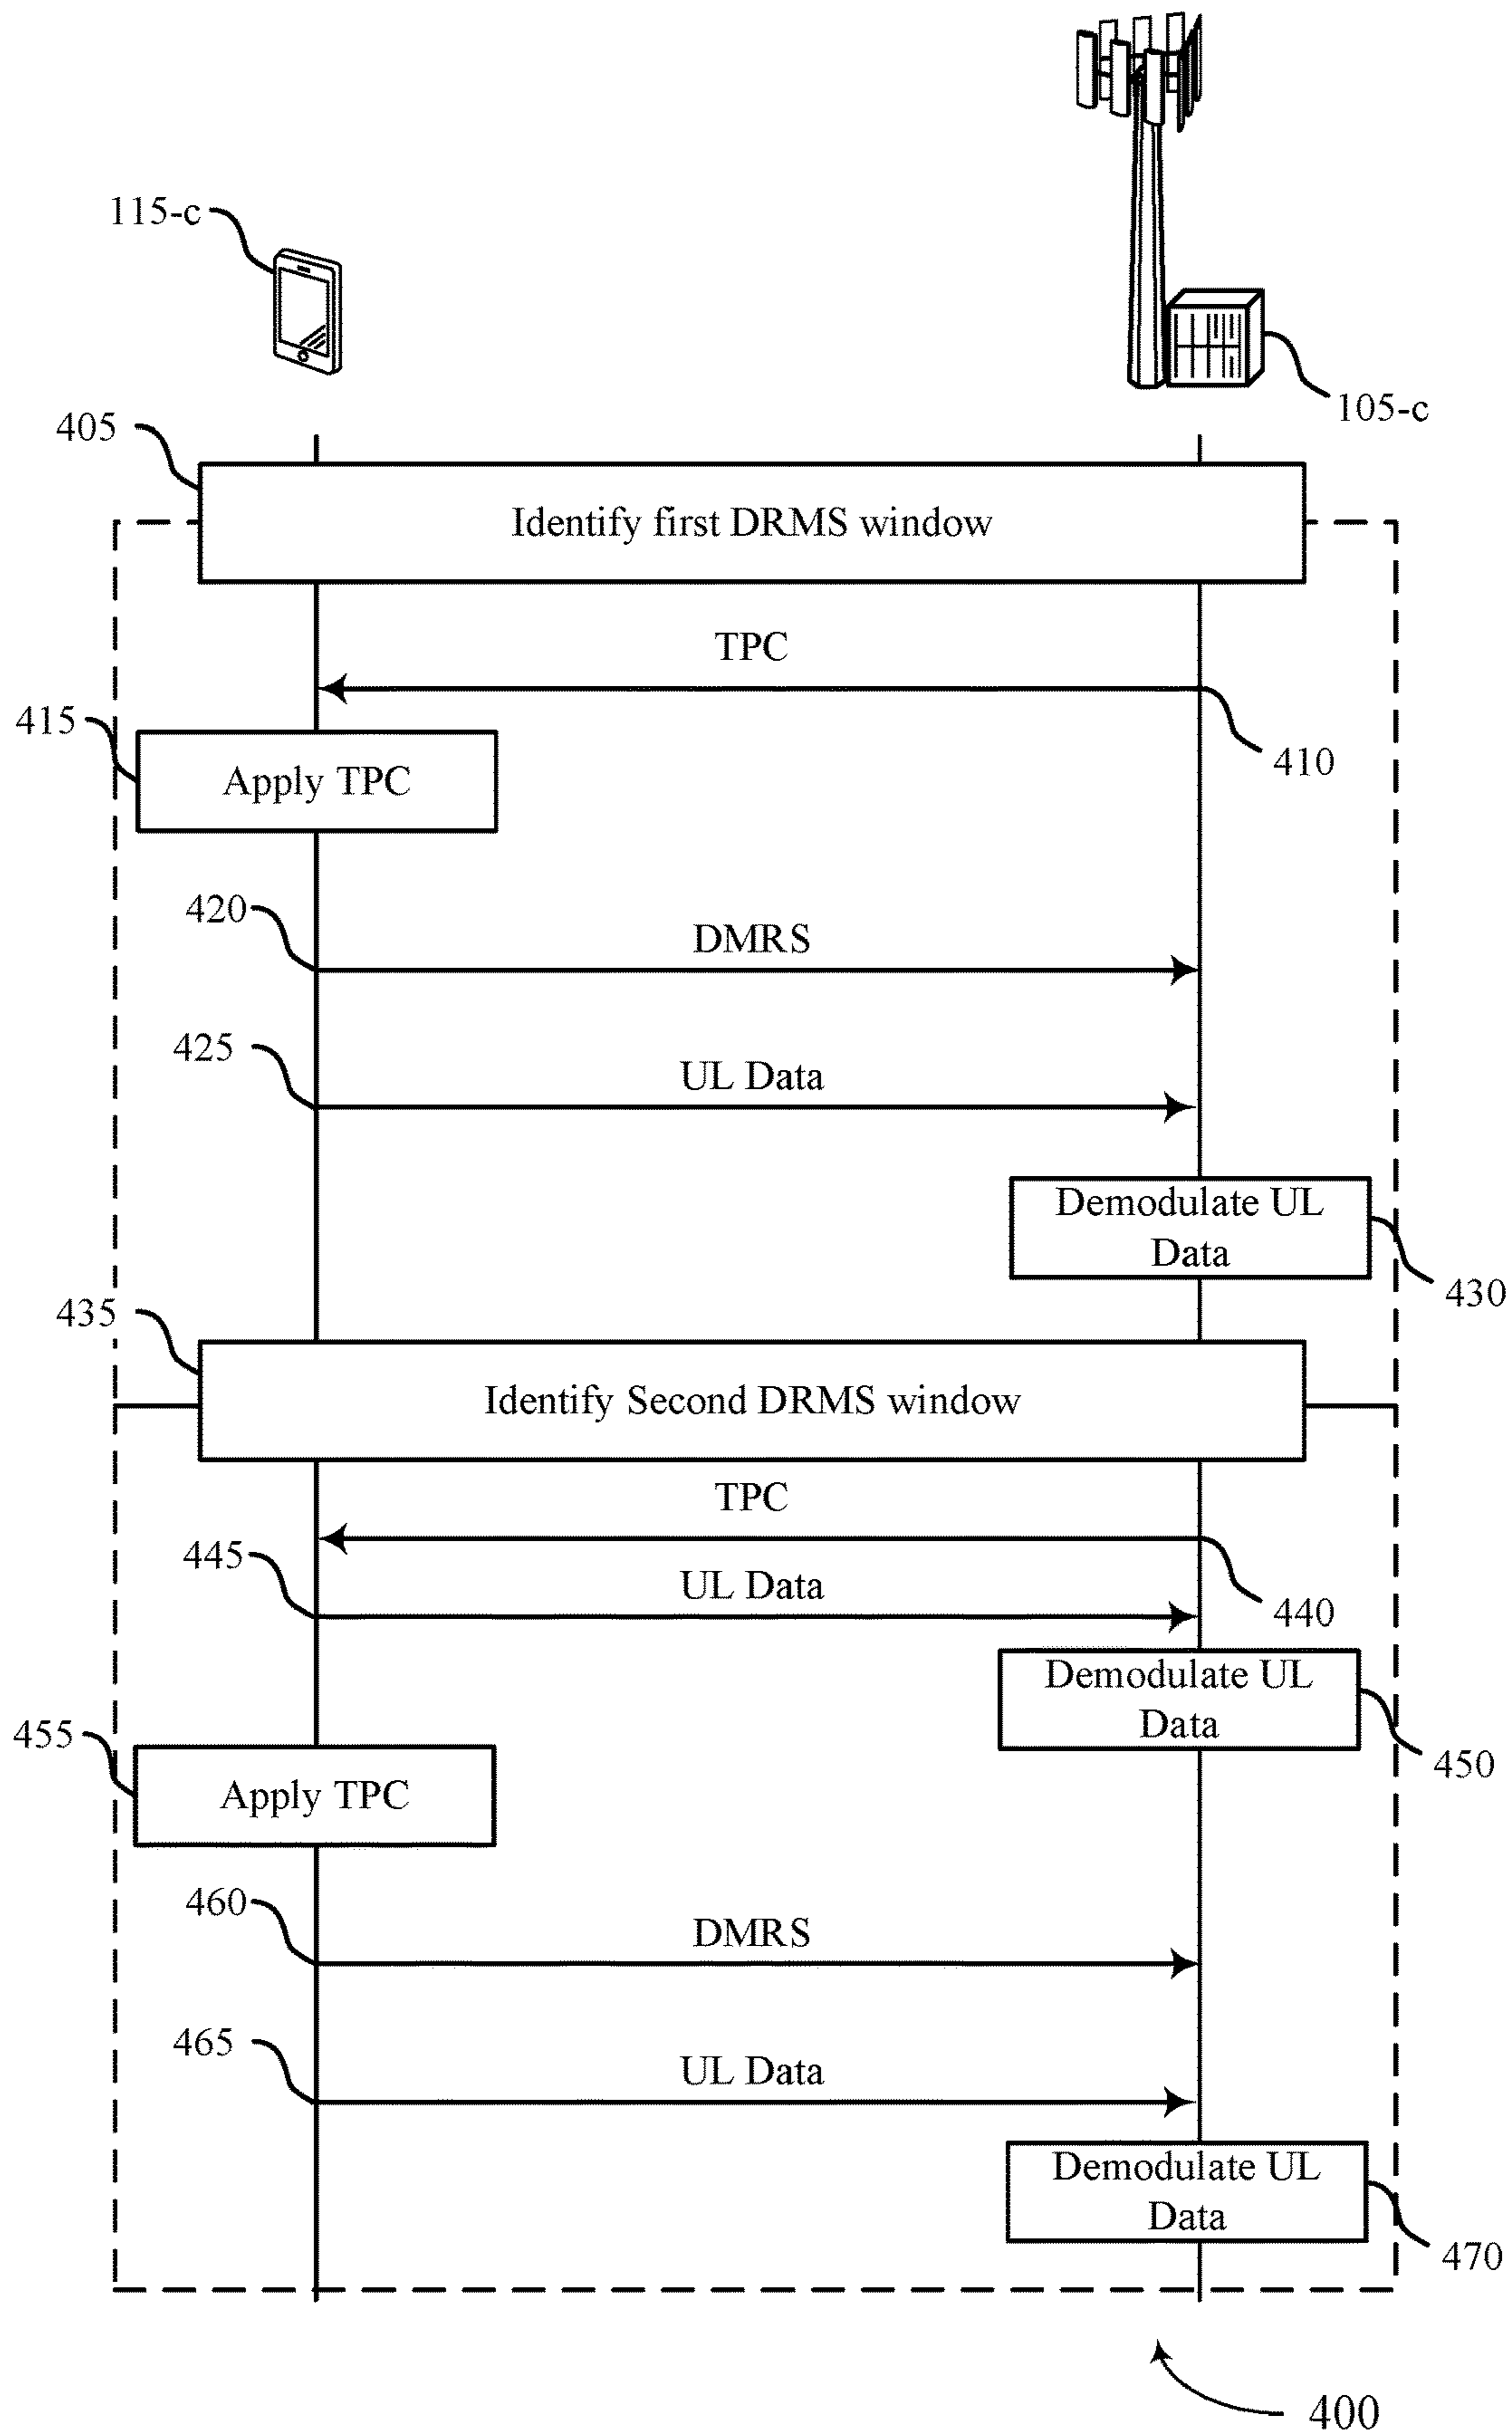 115-c
105-c
405
Identify first DRMS window
TPC
415
410
Apply TPC
420
DMRS
425
UL Data
Demodulate UL
Data
430
435
Identify Second DRMS window
TPC
445
UL Data
440
Demodulate UL
Data
455
450
Apply TPC
460
DMRS
465
UL Data
Demodulate UL
Data
470
400